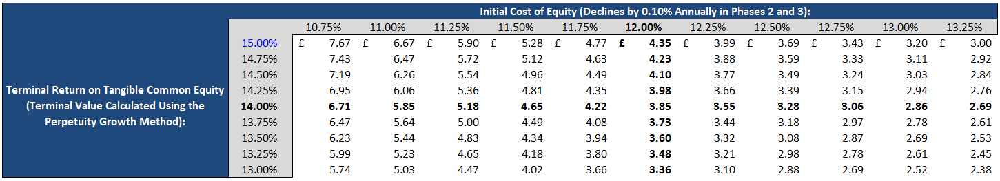 Initial Cost of Equity (Declines by 0.10% Annually in Phases 2 and 3):
10.75% 11.00% 11.25% 11.50% 11.75% 12.00% 12.25% 12.50% 12.75% 13.00% 13.25%
15.00% £ 7.67 £ 6.67 £ 5.90 £ 5.28 £ 4.77 £ 4.35 £ 3.99 £ 3.69 £ 3.43 £ 3.20 £ 3.00
14.75% 7.43 6.47 5.72 5.12 4.63 4.23 3.88 3.59 3.33 3.11 2.92
14.50% 7.19 6.26 5.54 4.96 4.49 4.10 3.77 3.49 3.24 3.03 2.84
Terminal Return on Tangible Common Equity
14.25% 6.95 6.06 5.36 4.81 4.35 3.98 3.66 3.39 3.15 2.94 2.76
(Terminal Value Calculated Using the
14.00% 6.71 5.85 5.18 4.65 4.22 3.85 3.55 3.28 3.06 2.86 2.69
Perpetuity Growth Method):
13.75% 6.47 5.64 5.00 4.49 4.08 3.73 3.44 3.18 2.97 2.78 2.61
13.50% 6.23 5.44 4.83 4.34 3.94 3.60 3.32 3.08 2.87 2.69 2.53
13.25% 5.99 5.23 4.65 4.18 3.80 3.48 3.21 2.98 2.78 2.61 2.45
13.00% 5.74 5.03 4.47 4.02 3.66 3.36 3.10 2.88 2.69 2.52 2.38